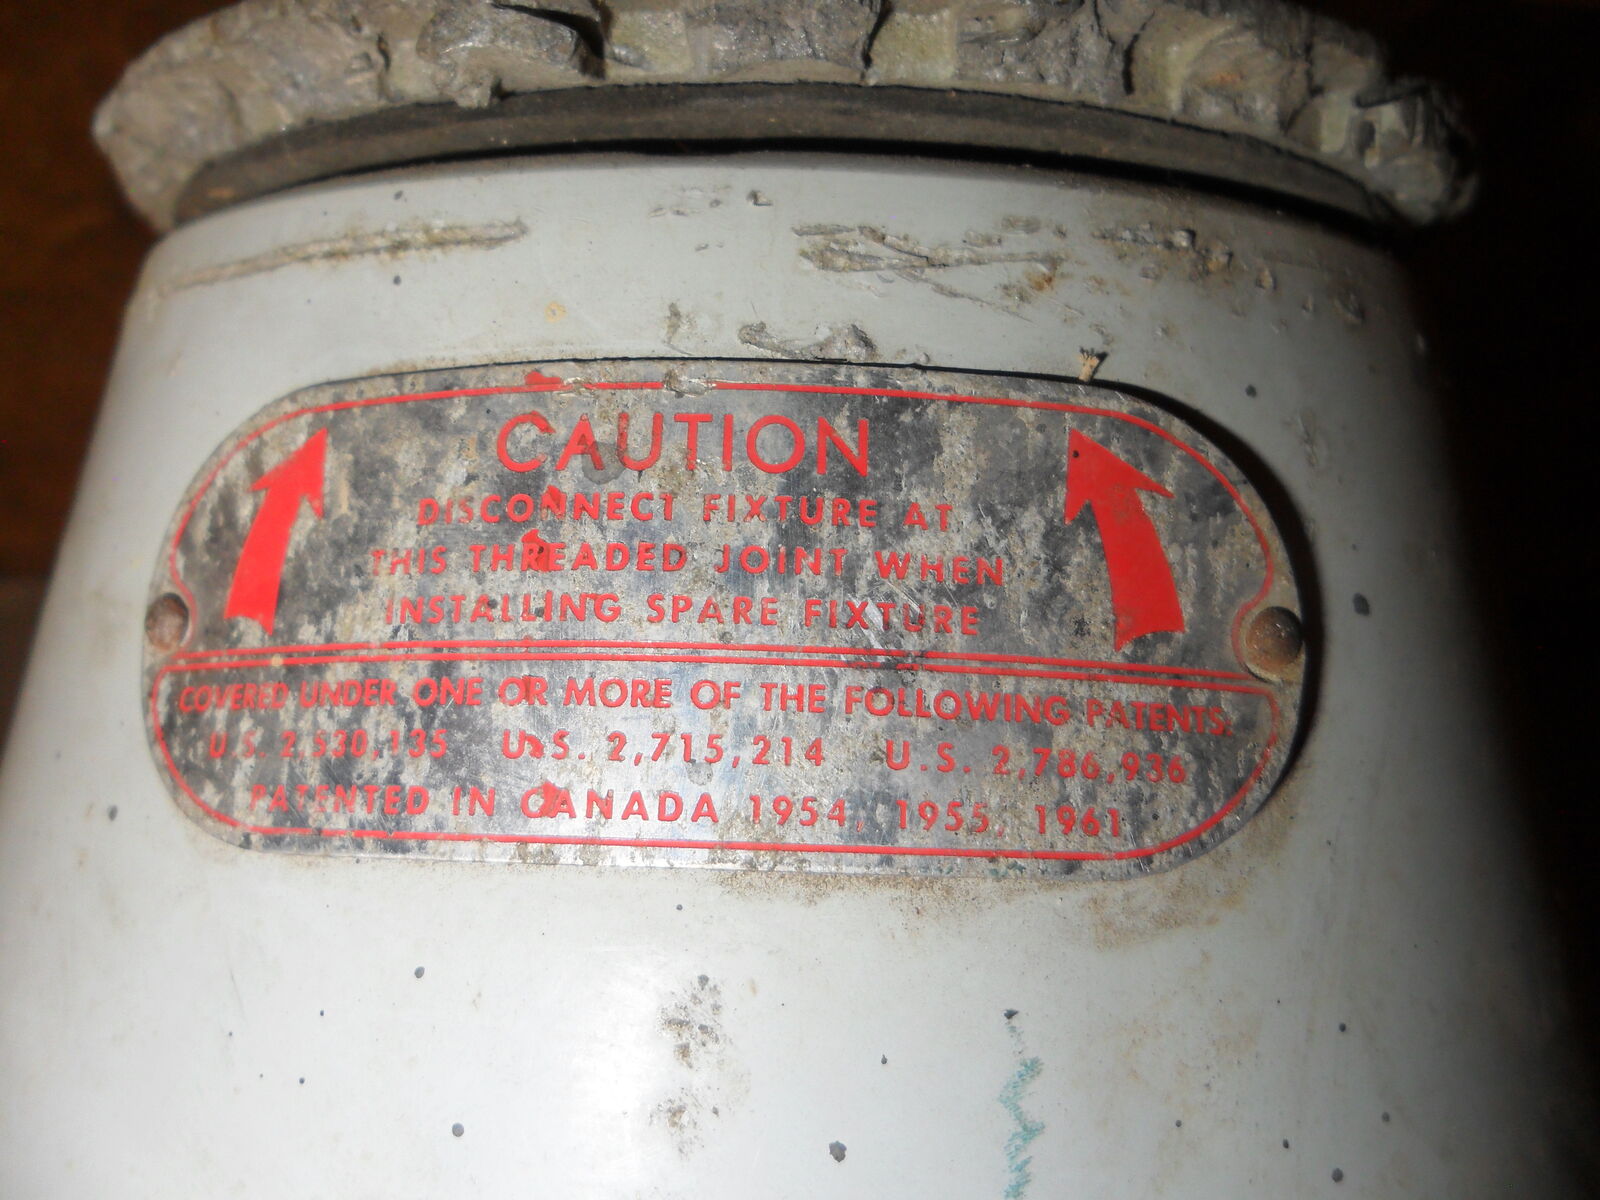 CAUTION
DISCONNECT FIXTURE AT
THIS THREADED JOINT WHEN
INSTALLING SPARE FIXTURE
COVERED UNDER ONE OR MORE OF THE FOLLOWING PATENTS:
U.S. 2,530,135 U.S. 2,715,214 U.S. 2,786,936
PATENTED IN CANADA 1954, 1955, 1961